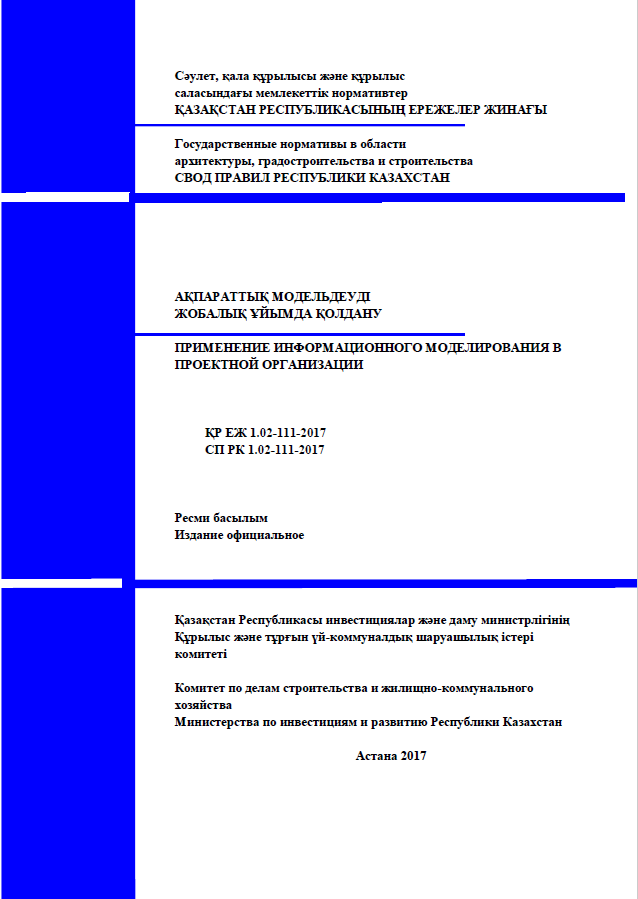 Сәулет, қала құрылысы және құрылыс
саласындағы мемлекеттік нормативтер
ҚАЗАҚСТАН РЕСПУБЛИКАСЫНЫҢ ЕРЕЖЕЛЕР ЖИНАҒЫ
Государственные нормативы в области
архитектуры, градостроительства и строительства
СВОД ПРАВИЛ РЕСПУБЛИКИ КАЗАХСТАН
АҚПАРАТТЫҚ МОДЕЛЬДЕУДІ
ЖОБАЛЫҚ ҰЙЫМДА ҚОЛДАНУ
ПРИМЕНЕНИЕ ИНФОРМАЦИОННОГО МОДЕЛИРОВАНИЯ В
ПРОЕКТНОЙ ОРГАНИЗАЦИИ
ҚР ЕЖ 1.02-111-2017
СП РК 1.02-111-2017
Ресми басылым
Издание официальное
Қазақстан Республикасы инвестициялар және даму министрлігінің
Құрылыс және тұрғын үй-коммуналдық шаруашылық істері
комитеті
Комитет по делам строительства и жилищно-коммунального
хозяйства
Министерства по инвестициям и развитию Республики Казахстан
Астана 2017